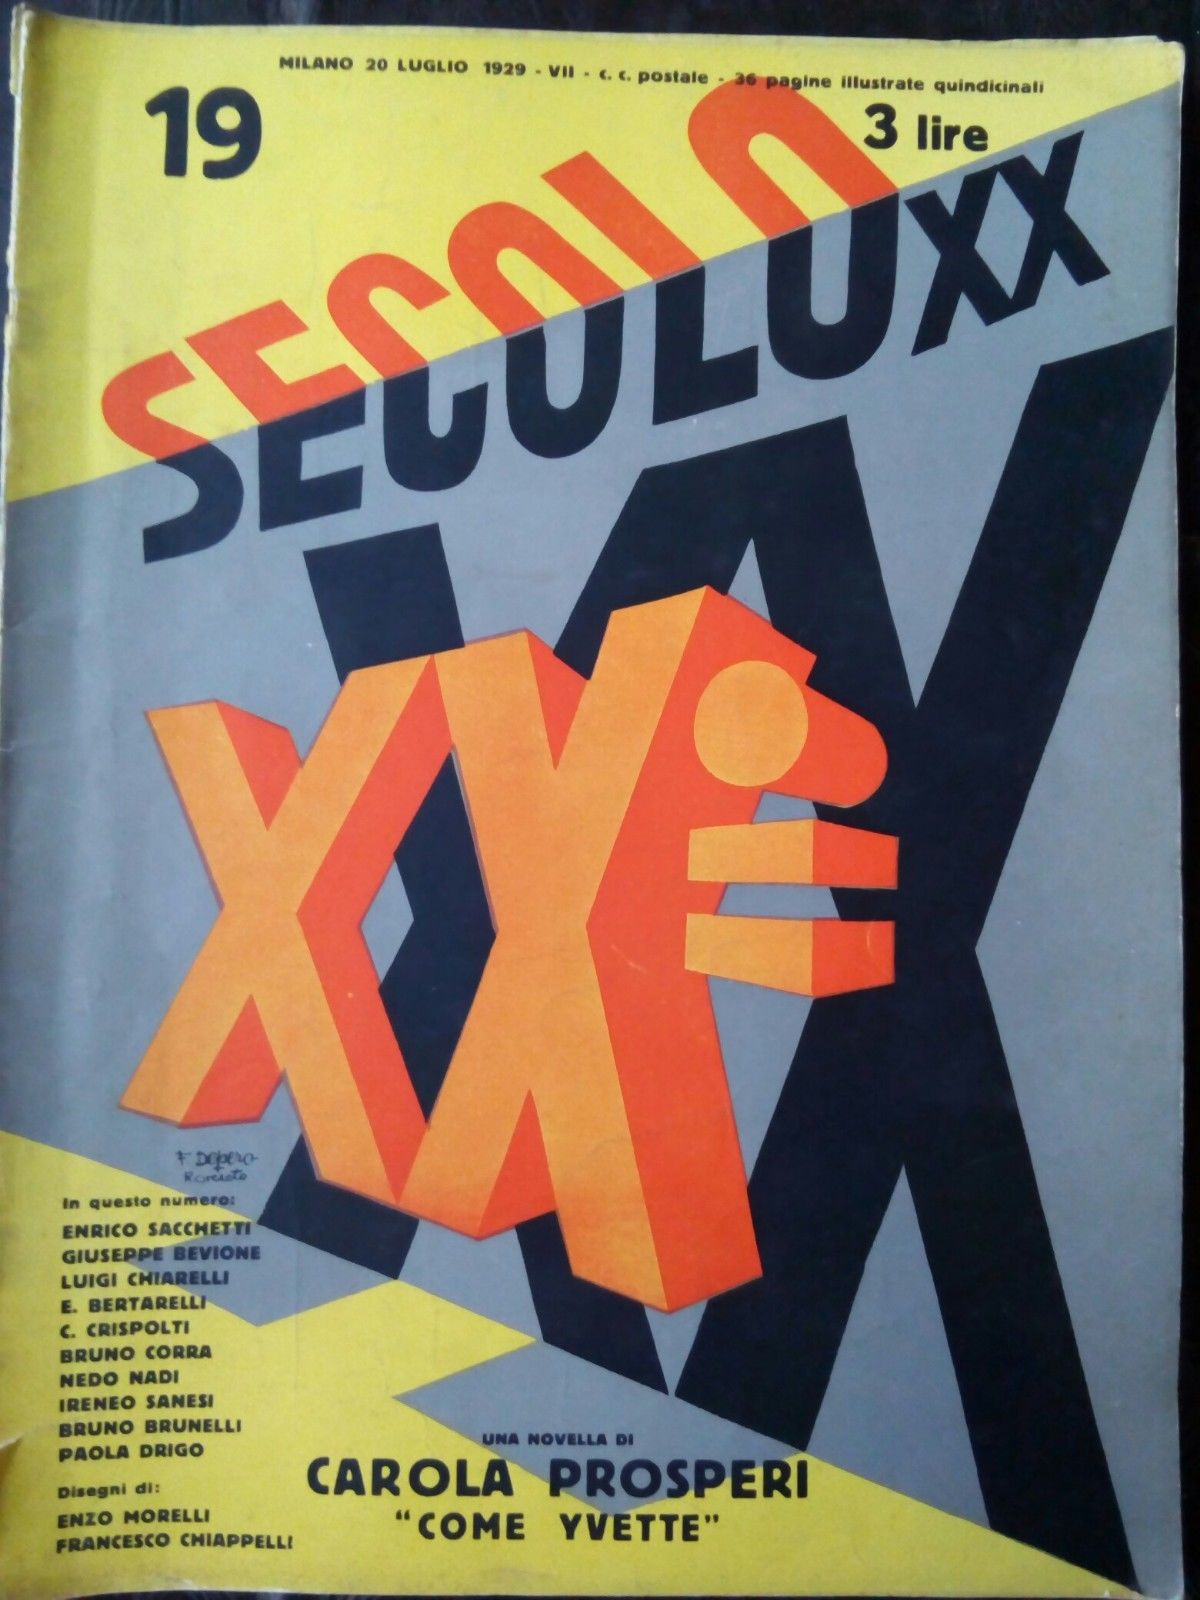 MILANO 20 LUGLIO 1929 - VII - c. c. postale - 36 pagine illustrate quindicinali
19
3 lire
SECOLO XX
XX
F Depero
Rovereto
In questo numero:
ENRICO SACCHETTI
GIUSEPPE BEVIONE
LUIGI CHIARELLI
E. BERTARELLI
C. CRISPOLTI
BRUNO CORRA
NEDO NADI
IRENEO SANESI
BRUNO BRUNELLI
PAOLA DRIGO
Disegni di:
ENZO MORELLI
FRANCESCO CHIAPPELLI
UNA NOVELLA DI
CAROLA PROSPERI
"COME YVETTE"